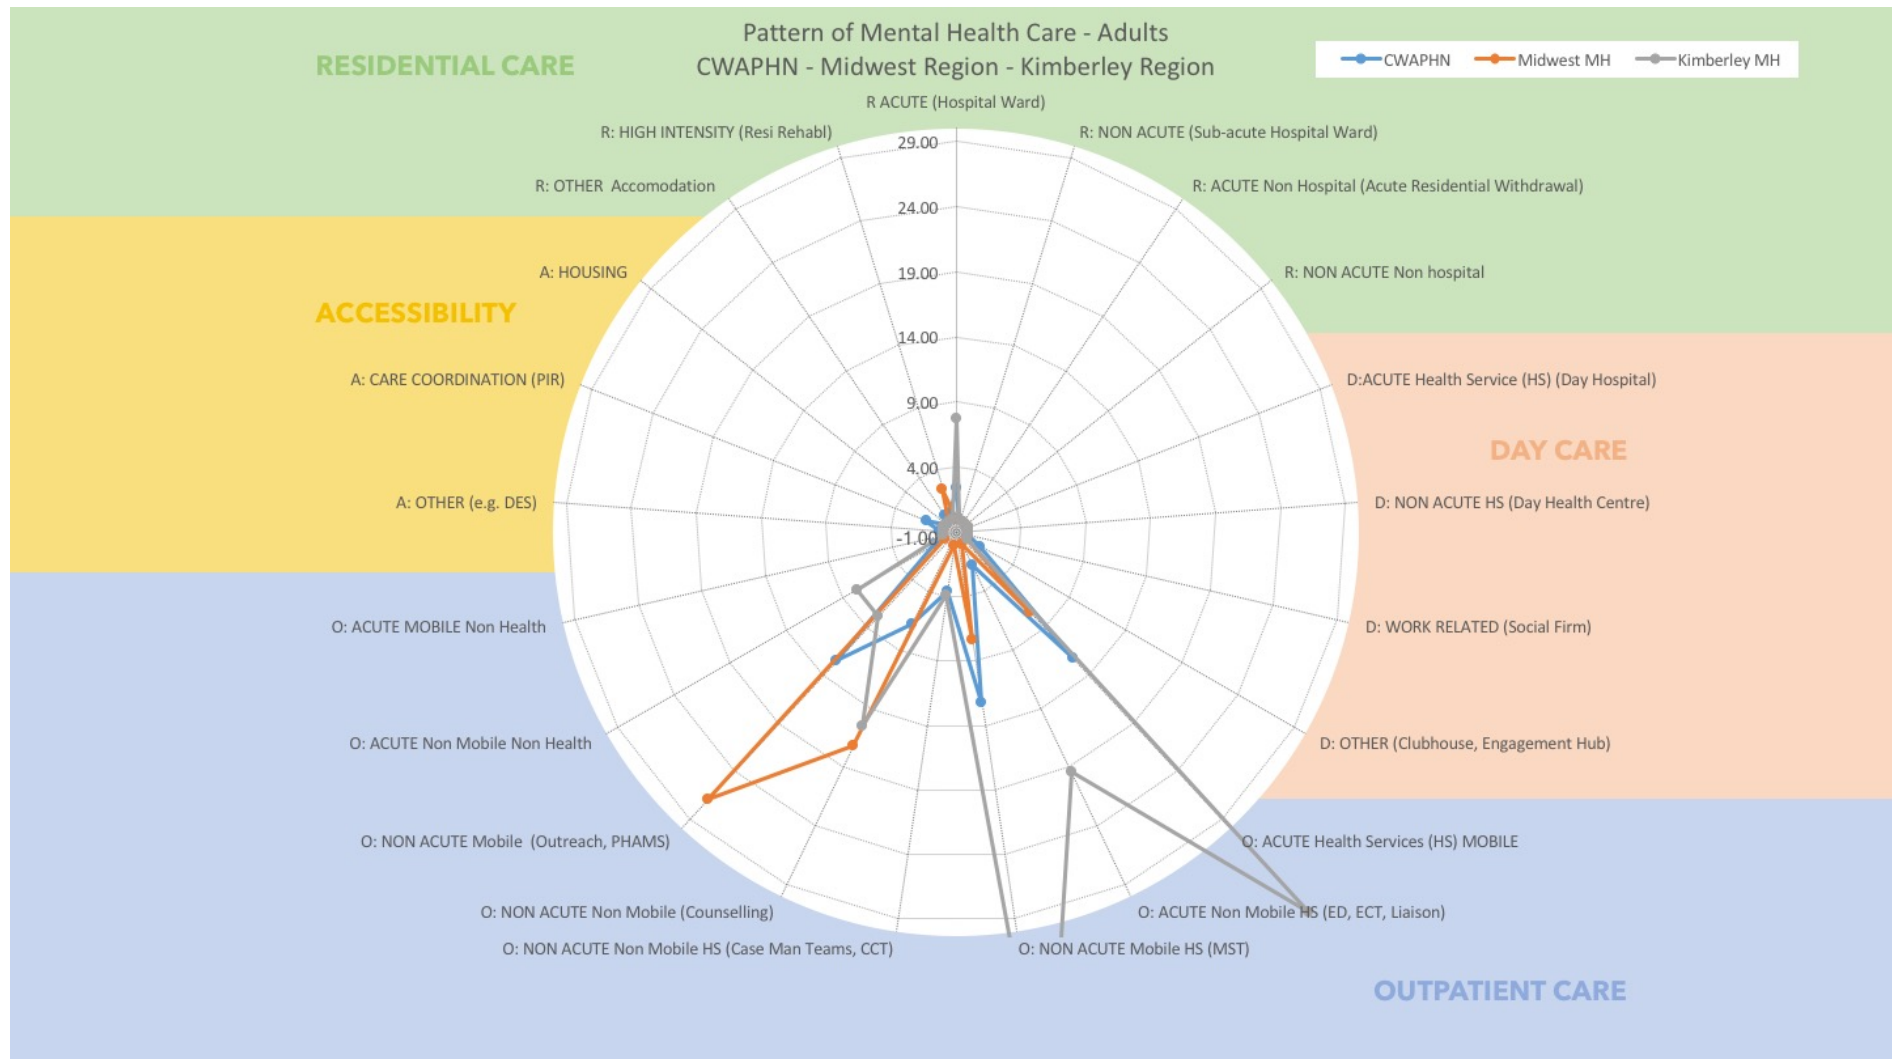 Pattern of Mental Health Care - Adults
CWAPHN - Midwest Region - Kimberley Region
CWAPHN
Midwest MH
Kimberley MH
RESIDENTIAL CARE
R ACUTE (Hospital Ward)
R: HIGH INTENSITY (Resi Rehabl)
R: NON ACUTE (Sub-acute Hospital Ward)
R: OTHER Accomodation
R: ACUTE Non Hospital (Acute Residential Withdrawal)
A: HOUSING
R: NON ACUTE Non hospital
ACCESSIBILITY
A: CARE COORDINATION (PIR)
D:ACUTE Health Service (HS) (Day Hospital)
DAY CARE
A: OTHER (e.g. DES)
D: NON ACUTE HS (Day Health Centre)
29.00
24.00
19.00
14.00
9.00
4.00
-1.00
O: ACUTE MOBILE Non Health
D: WORK RELATED (Social Firm)
O: ACUTE Non Mobile Non Health
D: OTHER (Clubhouse, Engagement Hub)
O: NON ACUTE Mobile (Outreach, PHAMS)
O: ACUTE Health Services (HS) MOBILE
O: NON ACUTE Non Mobile (Counselling)
O: ACUTE Non Mobile HS (ED, ECT, Liaison)
O: NON ACUTE Non Mobile HS (Case Man Teams, CCT)
O: NON ACUTE Mobile HS (MST)
OUTPATIENT CARE